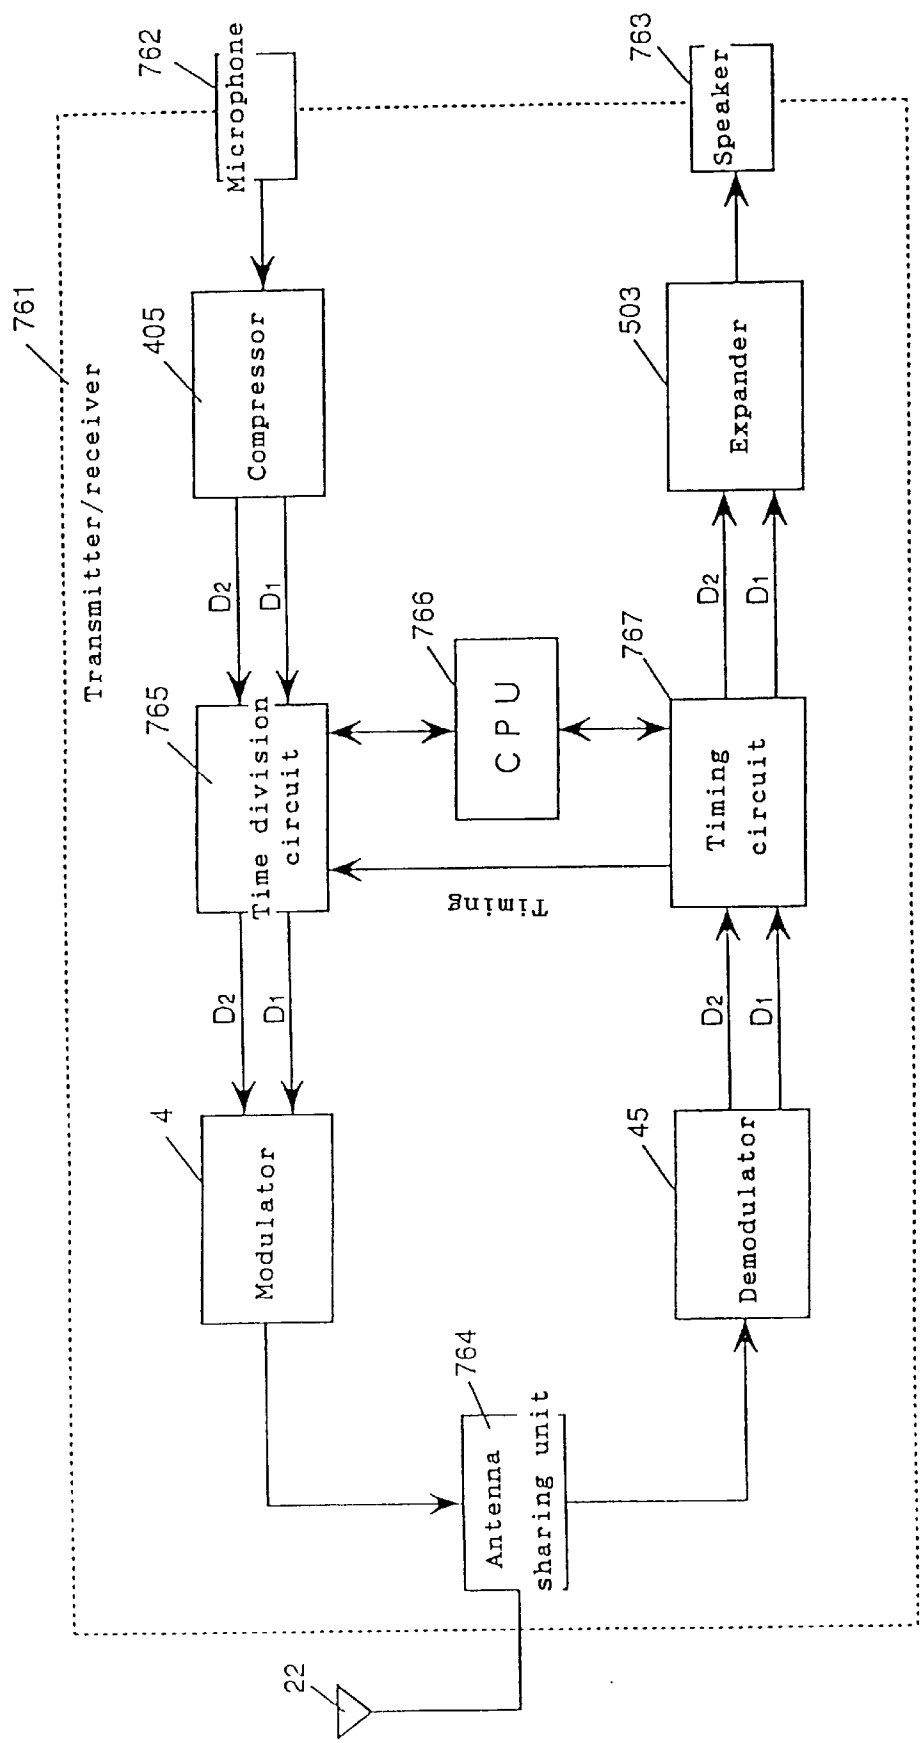 761
Transmitter/receiver
22
764
Antenna
sharing unit
4
Modulator
D2
D1
765
Time division
circuit
D2
D1
405
Compressor
762
Microphone
Timing
766
CPU
45
Demodulator
D2
D1
767
Timing
circuit
D2
D1
503
Expander
763
Speaker